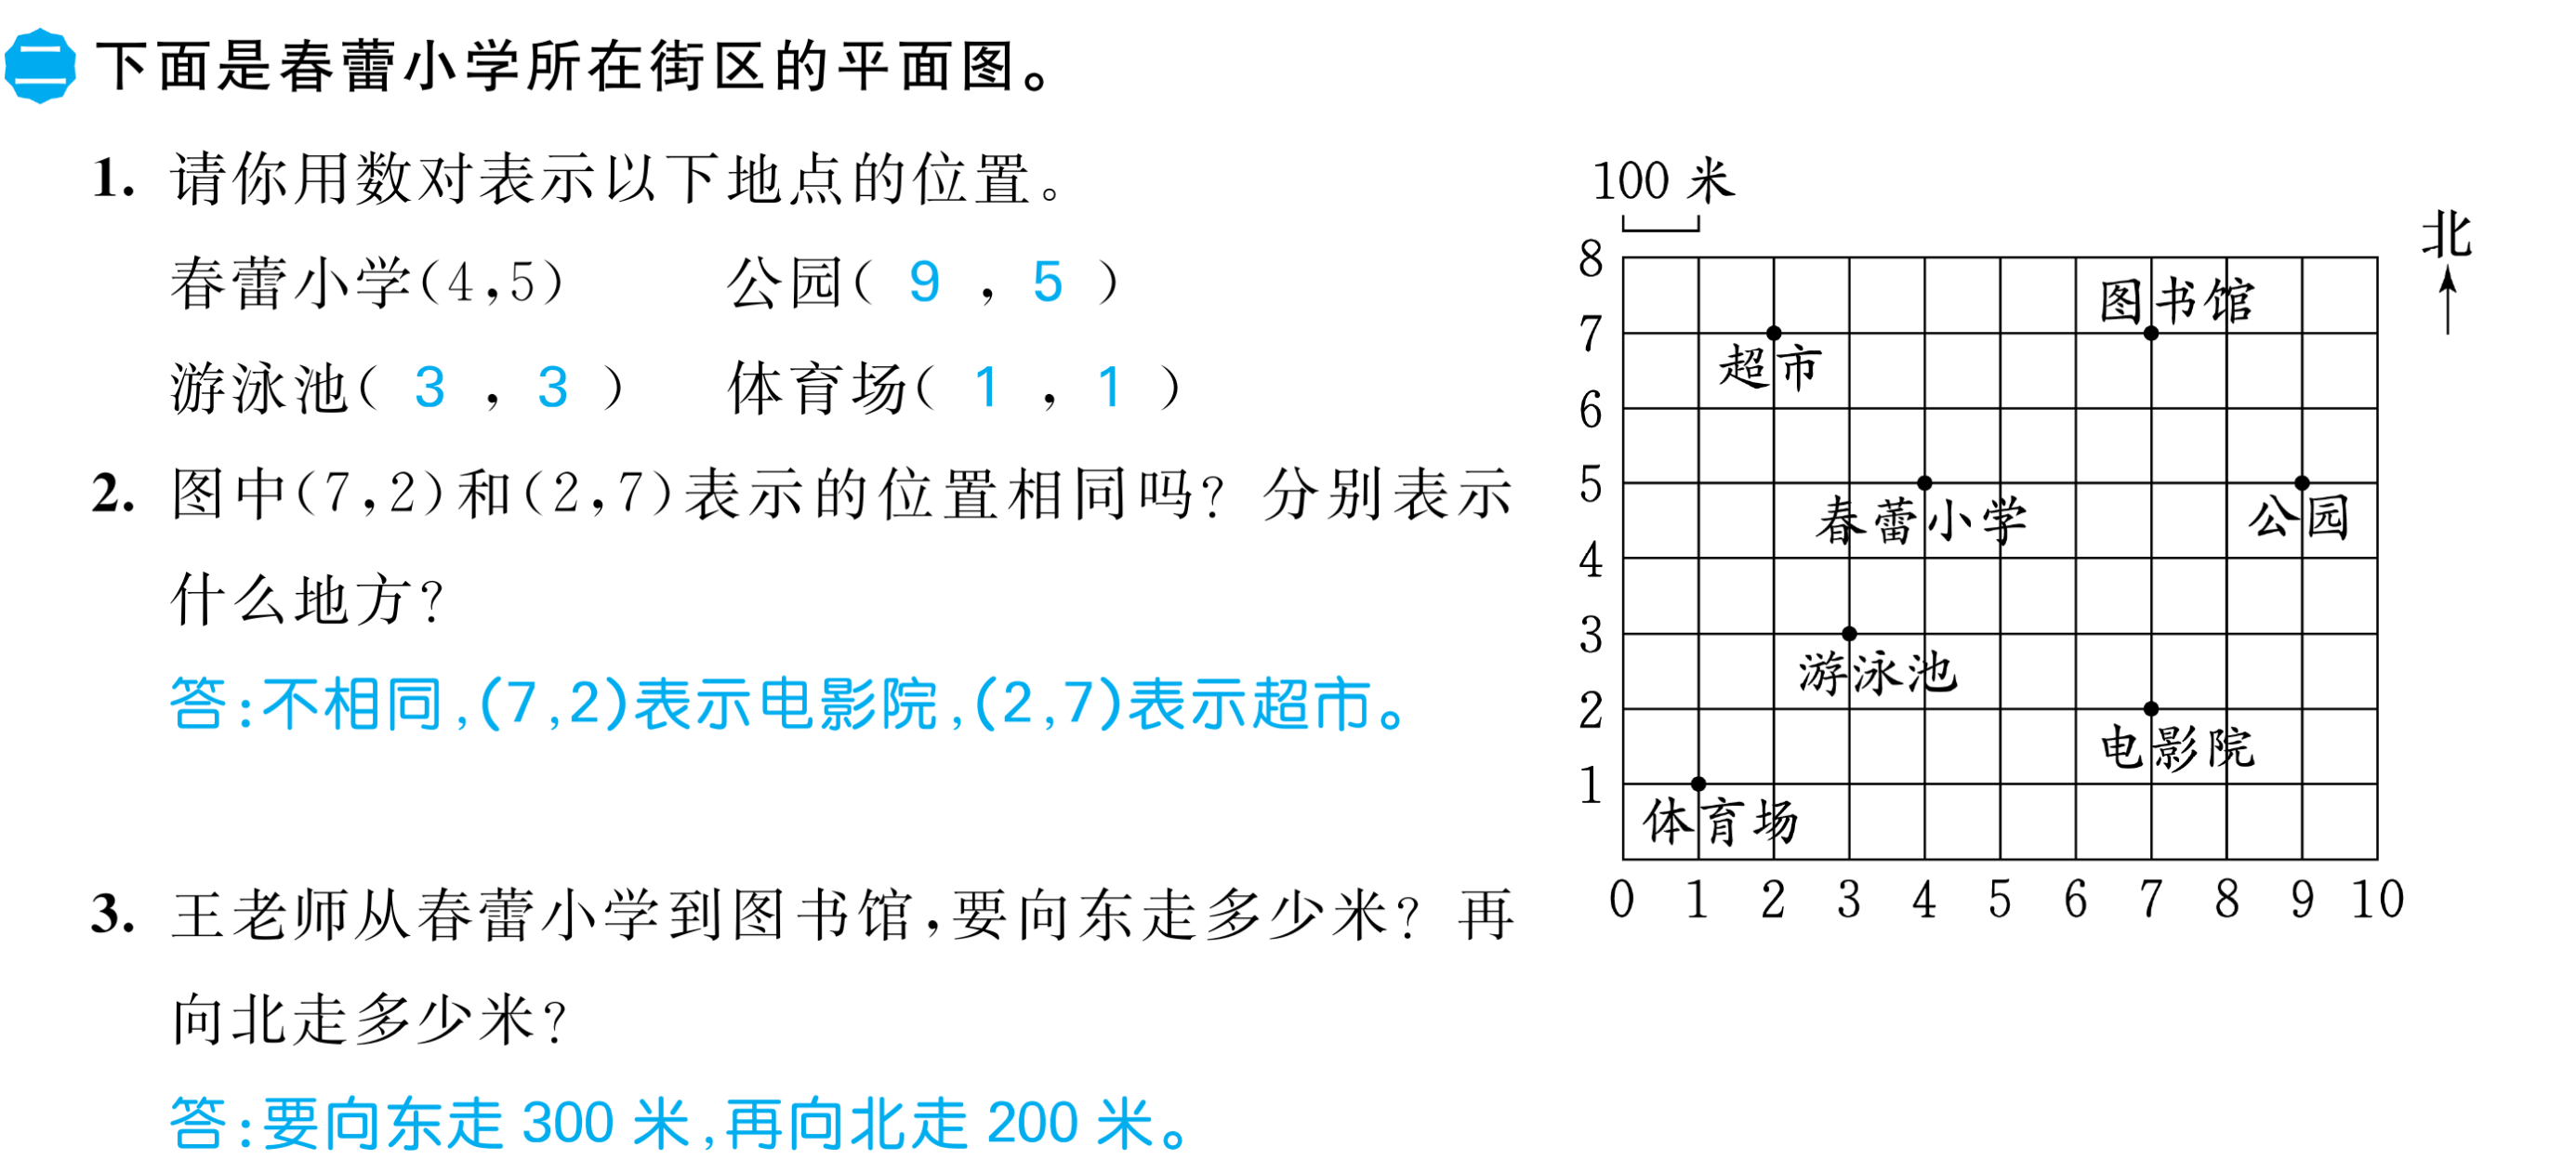 二 下面是春蕾小学所在街区的平面图。
1. 请你用数对表示以下地点的位置。
春蕾小学(4,5) 公园( 9 , 5 )
游泳池( 3 , 3 ) 体育场( 1 , 1 )
2. 图中(7,2)和(2,7)表示的位置相同吗? 分别表示
什么地方?
答:不相同,(7,2)表示电影院,(2,7)表示超市。
3. 王老师从春蕾小学到图书馆,要向东走多少米? 再
向北走多少米?
答:要向东走 300 米,再向北走 200 米。
100 米
北
8
图书馆
7
超市
6
5
春蕾小学
公园
4
3
游泳池
2
电影院
1
体育场
0 1 2 3 4 5 6 7 8 9 10